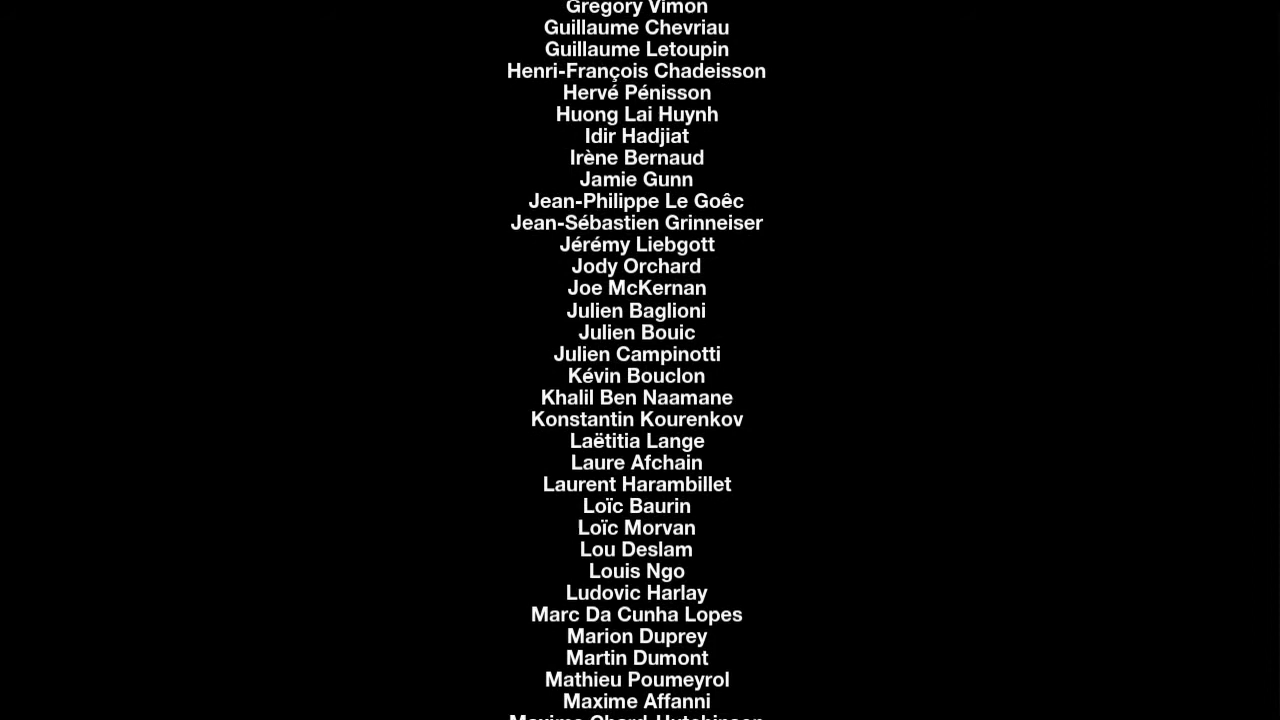 Gregory Vimon
Guillaume Chevriau
Guillaume Letoupin
Henri-François Chadeisson
Hervé Pénisson
Huong Lai Huynh
Idir Hadjiat
Irène Bernaud
Jamie Gunn
Jean-Philippe Le Goêc
Jean-Sébastien Grinneiser
Jérémy Liebgott
Jody Orchard
Joe McKernan
Julien Baglioni
Julien Bouic
Julien Campinotti
Kévin Bouclon
Khalil Ben Naamane
Konstantin Kourenkov
Laëtitia Lange
Laure Afchain
Laurent Harambillet
Loïc Baurin
Loïc Morvan
Lou Deslam
Louis Ngo
Ludovic Harlay
Marc Da Cunha Lopes
Marion Duprey
Martin Dumont
Mathieu Poumeyrol
Maxime Affanni
Maxime